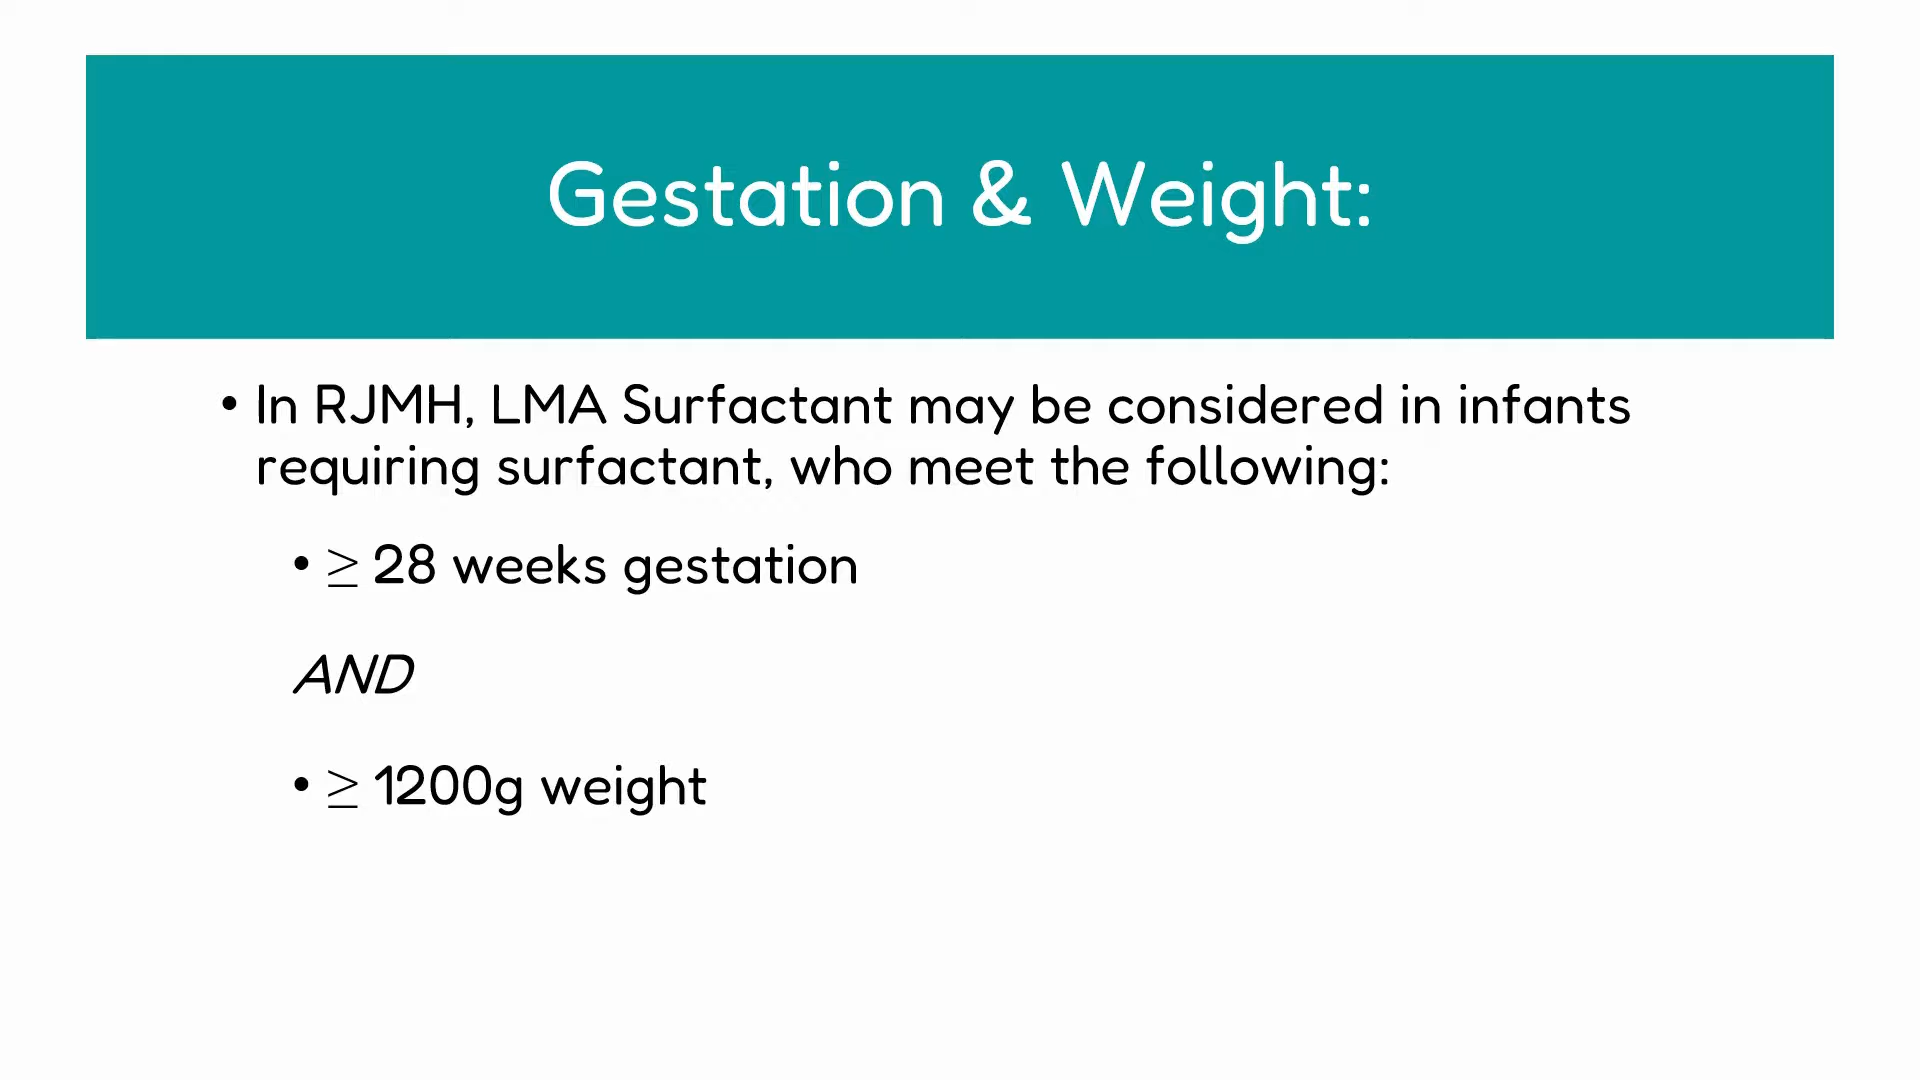 Gestation & Weight:
• In RJMH, LMA Surfactant may be considered in infants
requiring surfactant, who meet the following:
• ≥ 28 weeks gestation
AND
• ≥ 1200g weight